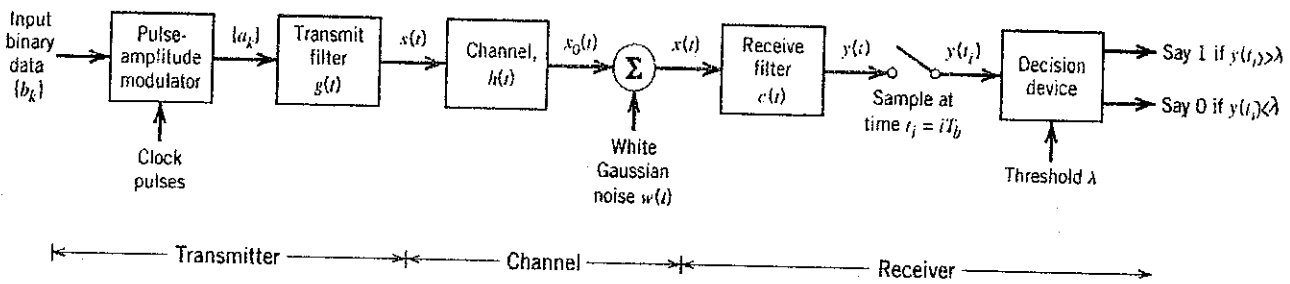 Input
binary
data
{b_k}
Pulse-
amplitude
modulator
Clock
pulses
{a_k}
Transmit
filter
g(t)
s(t)
Channel,
h(t)
x_0(t)
Σ
White
Gaussian
noise w(t)
x(t)
Receive
filter
c(t)
y(t)
Sample at
time t_i = iT_b
y(t_i)
Decision
device
Threshold λ
Say 1 if y(t_i)>λ
Say 0 if y(t_i)<λ
Transmitter
Channel
Receiver